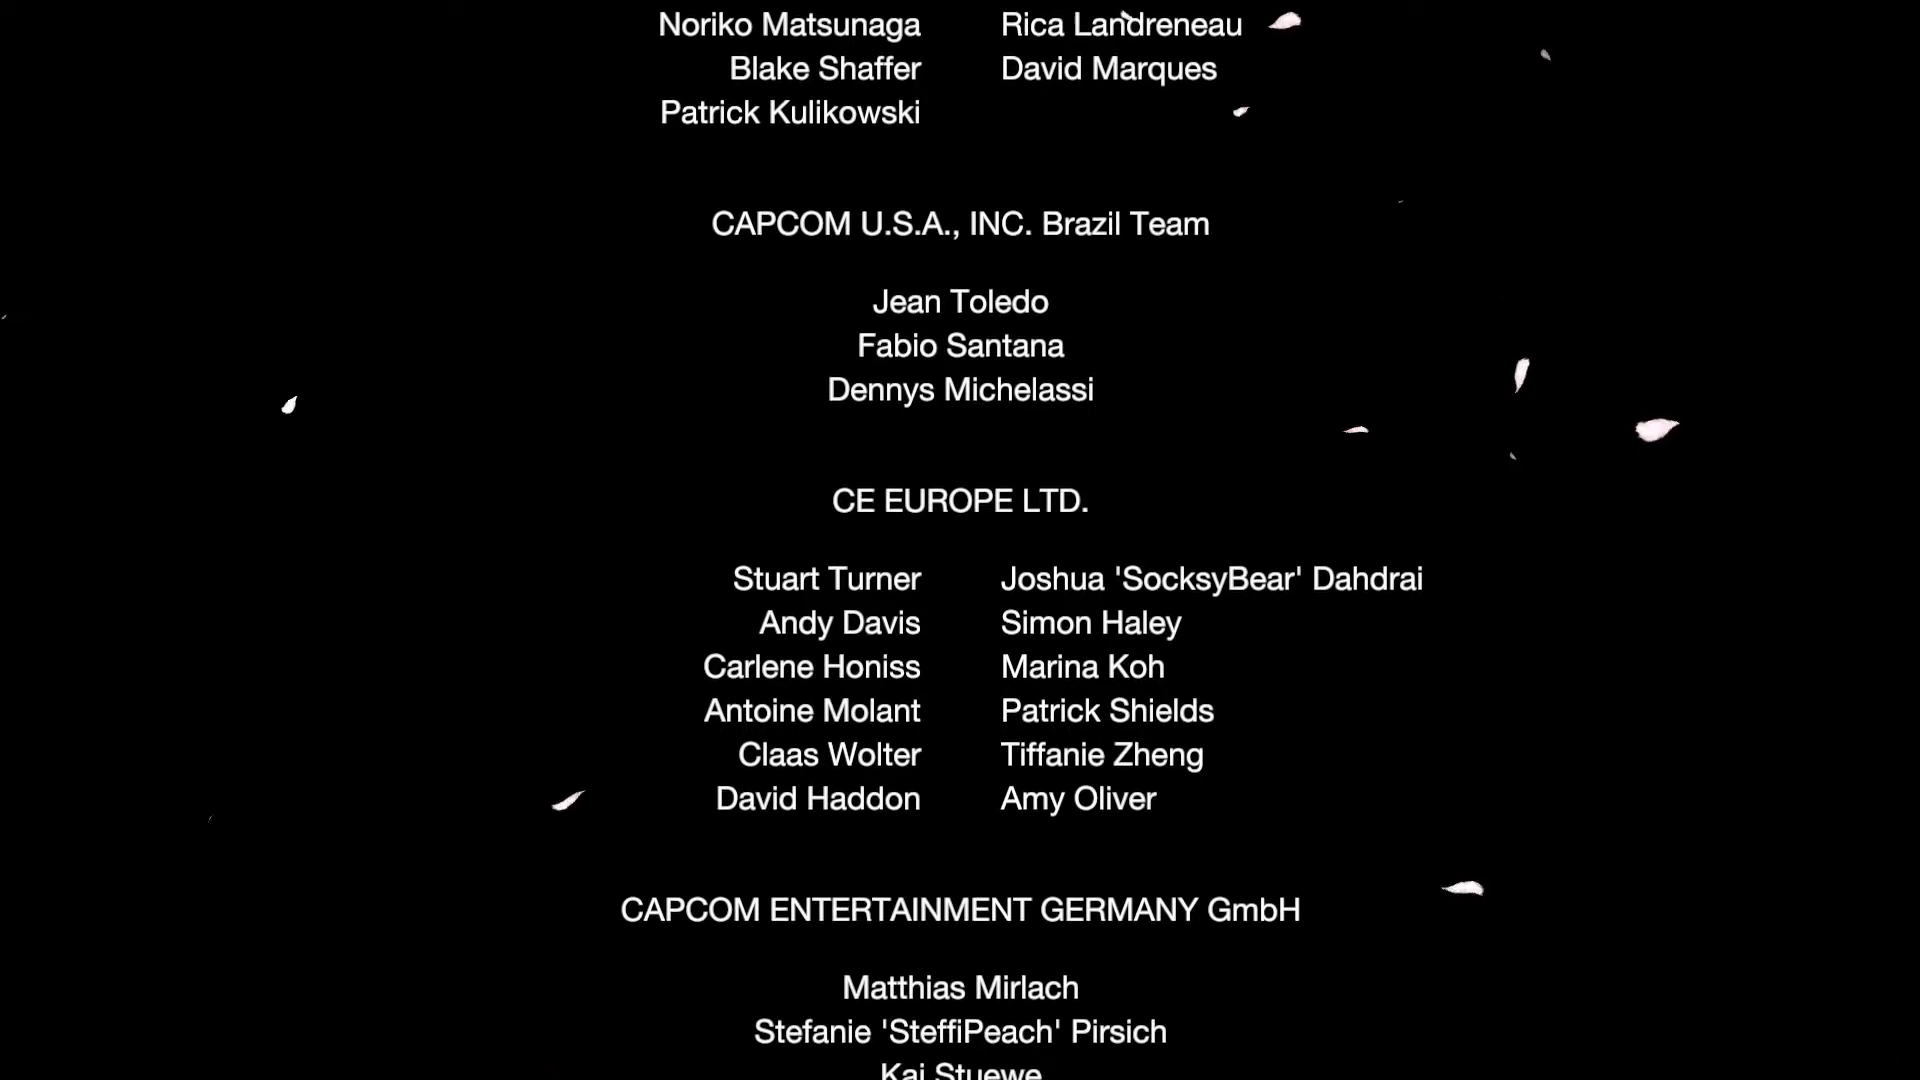 Noriko Matsunaga Rica Landreneau
Blake Shaffer David Marques
Patrick Kulikowski
CAPCOM U.S.A., INC. Brazil Team
Jean Toledo
Fabio Santana
Dennys Michelassi
CE EUROPE LTD.
Stuart Turner Joshua 'SocksyBear' Dahdrai
Andy Davis Simon Haley
Carlene Honiss Marina Koh
Antoine Molant Patrick Shields
Claas Wolter Tiffanie Zheng
David Haddon Amy Oliver
CAPCOM ENTERTAINMENT GERMANY GmbH
Matthias Mirlach
Stefanie 'SteffiPeach' Pirsich
Kai Stuewe